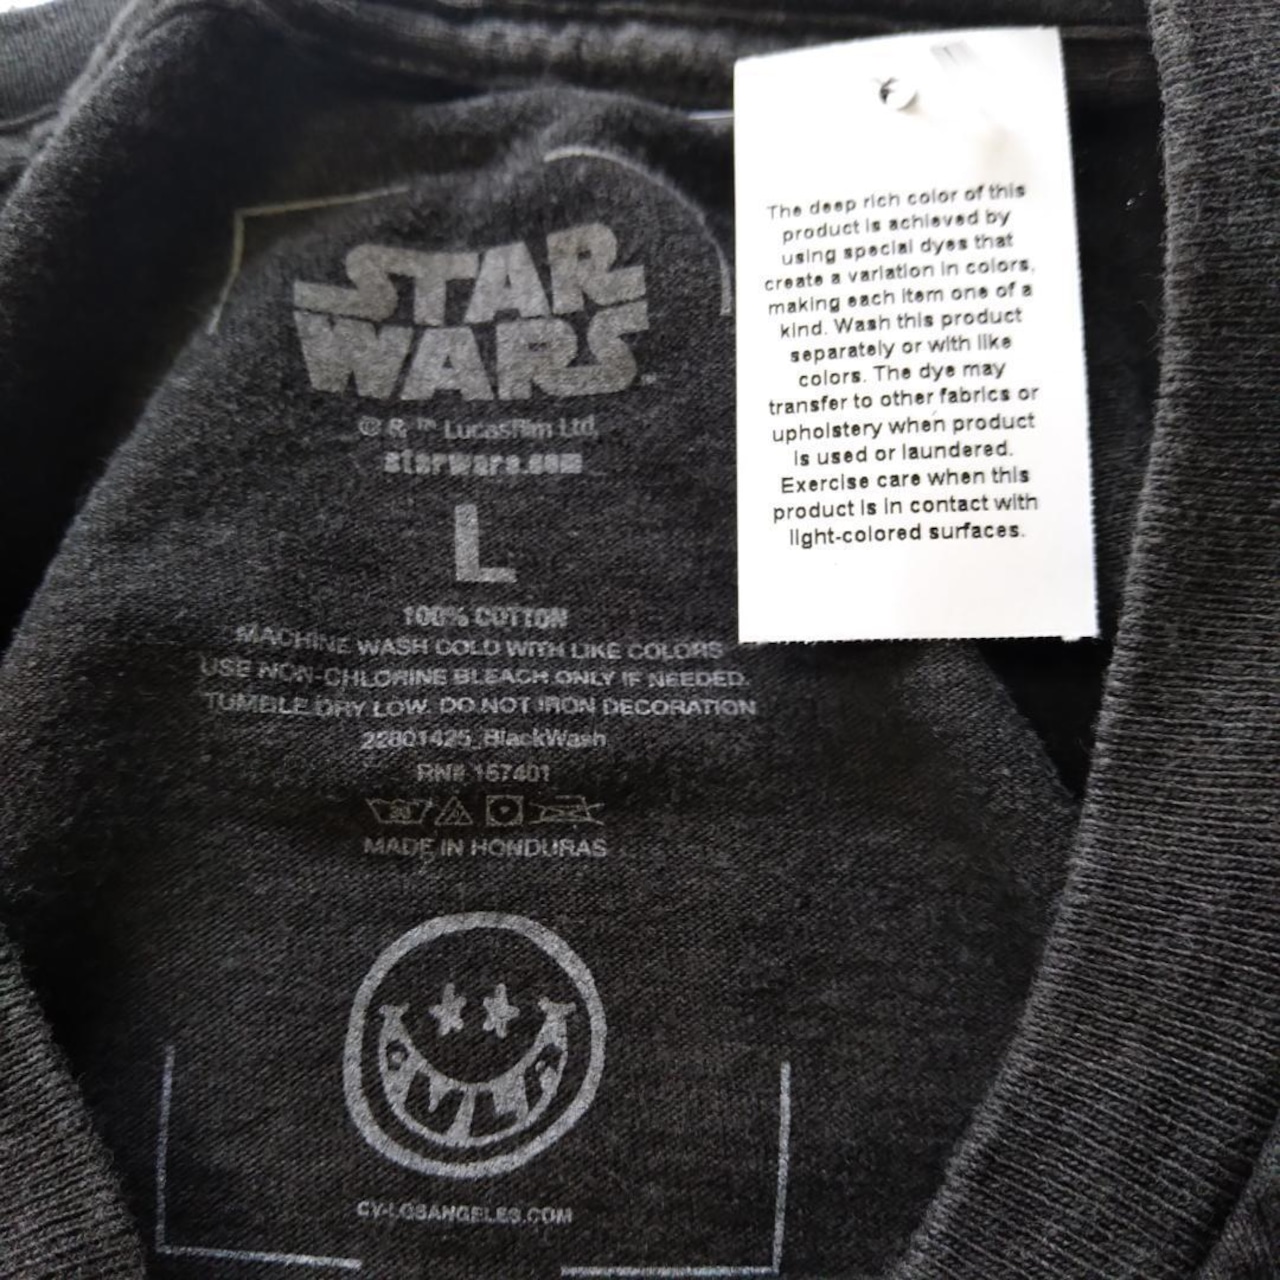 STAR
WARS
© & ™ Lucasfilm Ltd.
starwars.com
L
100% COTTON
MACHINE WASH COLD WITH LIKE COLORS
USE NON-CHLORINE BLEACH ONLY IF NEEDED.
TUMBLE DRY LOW. DO NOT IRON DECORATION
22801425_BlackWash
RN# 157401
MADE IN HONDURAS
CIVIL
CV-LOSANGELES.COM
The deep rich color of this
product is achieved by
using special dyes that
create a variation in colors,
making each item one of a
kind. Wash this product
separately or with like
colors. The dye may
transfer to other fabrics or
upholstery when product
is used or laundered.
Exercise care when this
product is in contact with
light-colored surfaces.